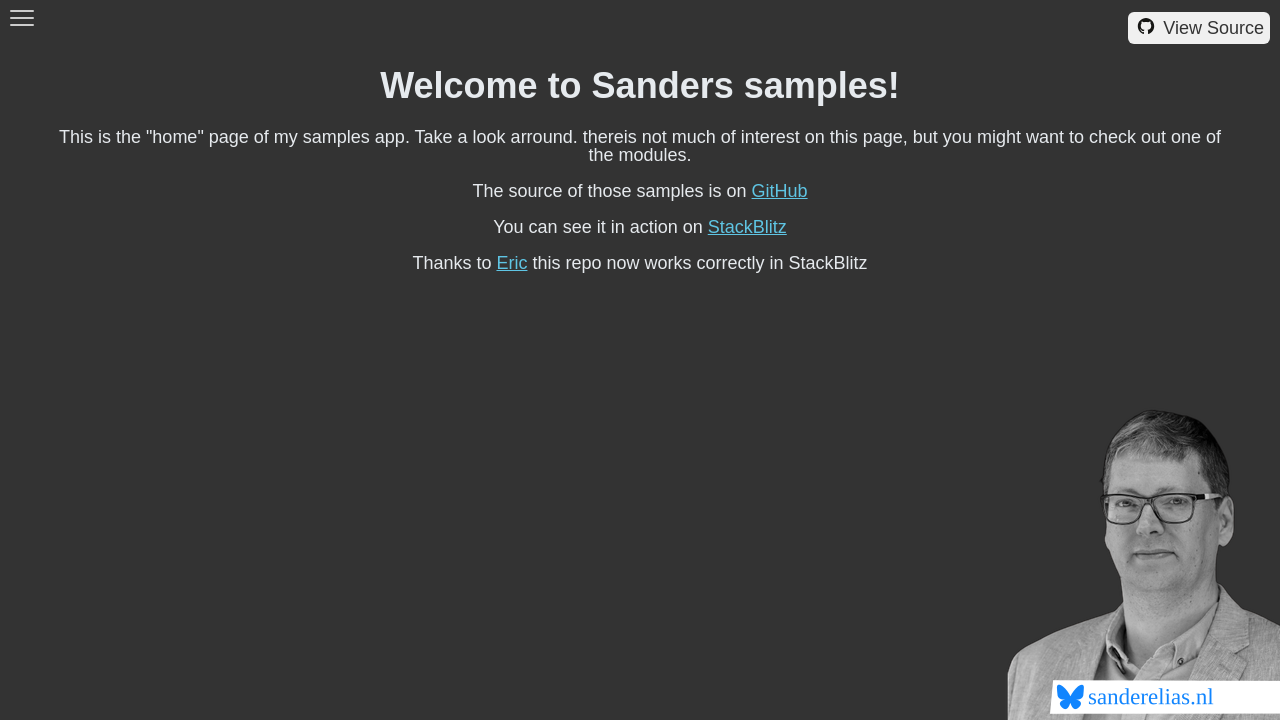 View Source
Welcome to Sanders samples!
This is the "home" page of my samples app. Take a look arround. thereis not much of interest on this page, but you might want to check out one of
the modules.
The source of those samples is on GitHub
You can see it in action on StackBlitz
Thanks to Eric this repo now works correctly in StackBlitz
sanderelias.nl